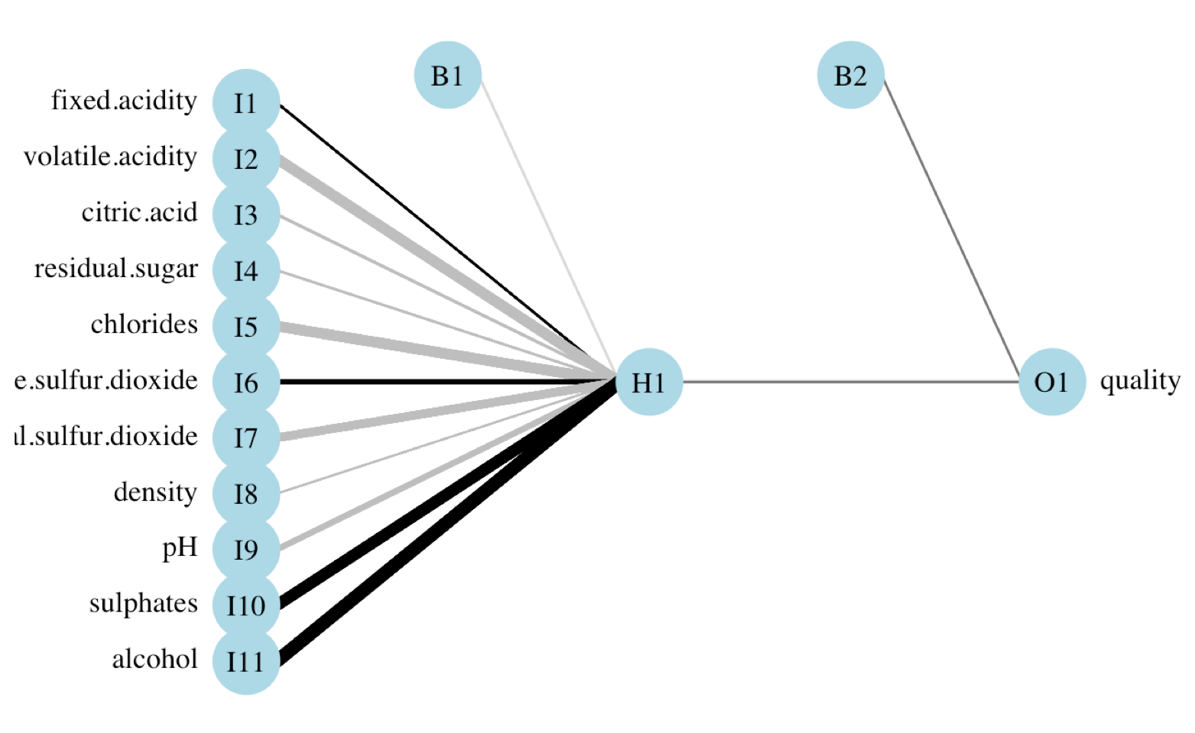 B1
B2
fixed.acidity I1
volatile.acidity I2
citric.acid I3
residual.sugar I4
chlorides I5
e.sulfur.dioxide I6
H1
O1 quality
l.sulfur.dioxide I7
density I8
pH I9
sulphates I10
alcohol I11